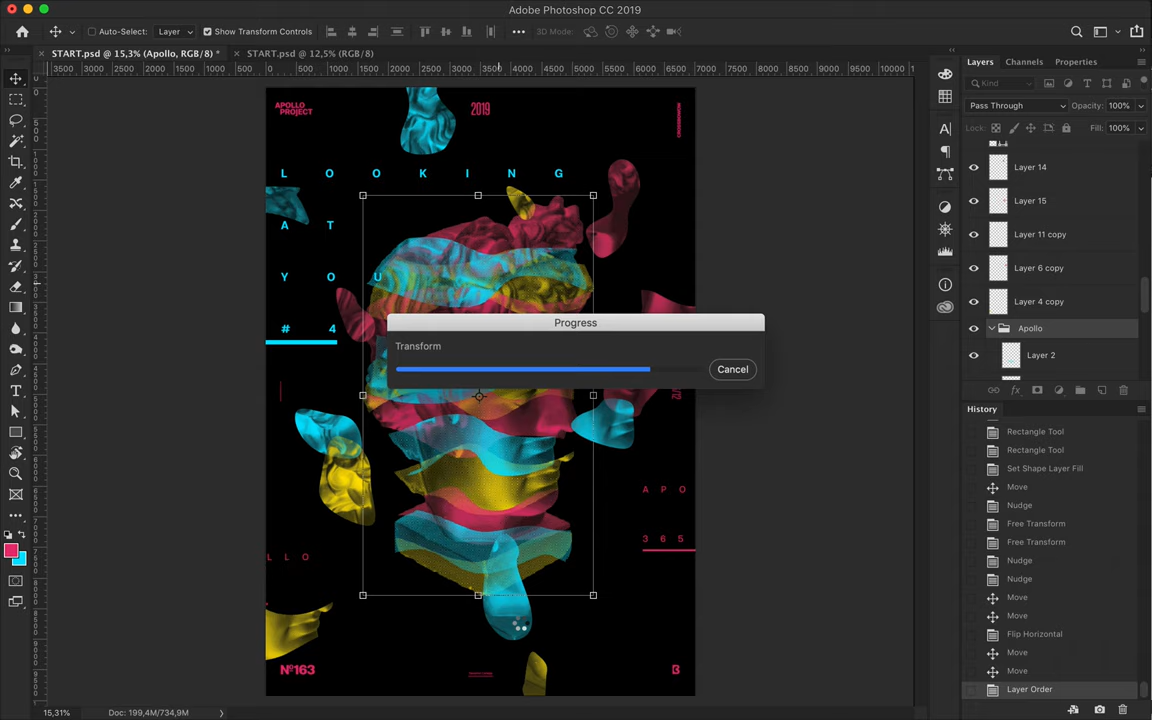 Adobe Photoshop CC 2019
Auto-Select:
Layer
Show Transform Controls
3D Mode:
START.psd @ 15,3% (Apollo, RGB/8) *
START.psd @ 12,5% (RGB/8)
3500 3000 2500 2000 1500 1000 500 0 500 1000 1500 2000 2500 3000 3500 4000 4500 5000 5500 6000 6500 7000 7500 8000 8500 9000 9500 10000
APOLLO
PROJECT
2019
LOOKING
AT
YOU
#4
APO
365
LLO
Nº163
Progress
Transform
Cancel
Layers
Channels
Properties
Kind
Pass Through
Opacity: 100%
Lock:
Fill: 100%
Layer 14
Layer 15
Layer 11 copy
Layer 6 copy
Layer 4 copy
Apollo
Layer 2
History
Rectangle Tool
Rectangle Tool
Set Shape Layer Fill
Move
Nudge
Free Transform
Free Transform
Nudge
Nudge
Move
Move
Flip Horizontal
Move
Move
Layer Order
15,31%
Doc: 199,4M/734,9M